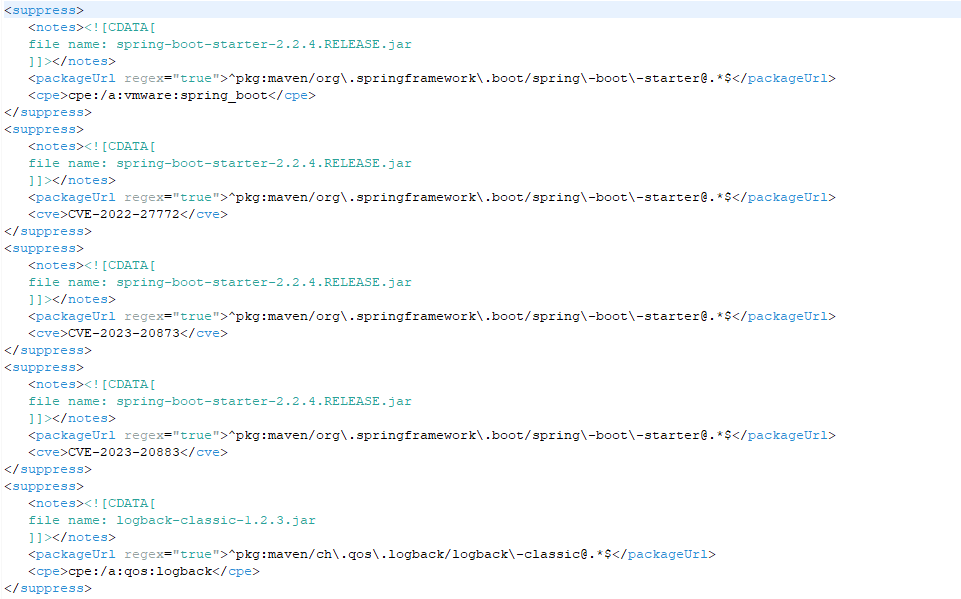 <suppress>
<notes><![CDATA[
file name: spring-boot-starter-2.2.4.RELEASE.jar
]]></notes>
<packageUrl regex="true">^pkg:maven/org\.springframework\.boot/spring\-boot\-starter@.*$</packageUrl>
<cpe>cpe:/a:vmware:spring_boot</cpe>
</suppress>
<suppress>
<notes><![CDATA[
file name: spring-boot-starter-2.2.4.RELEASE.jar
]]></notes>
<packageUrl regex="true">^pkg:maven/org\.springframework\.boot/spring\-boot\-starter@.*$</packageUrl>
<cve>CVE-2022-27772</cve>
</suppress>
<suppress>
<notes><![CDATA[
file name: spring-boot-starter-2.2.4.RELEASE.jar
]]></notes>
<packageUrl regex="true">^pkg:maven/org\.springframework\.boot/spring\-boot\-starter@.*$</packageUrl>
<cve>CVE-2023-20873</cve>
</suppress>
<suppress>
<notes><![CDATA[
file name: spring-boot-starter-2.2.4.RELEASE.jar
]]></notes>
<packageUrl regex="true">^pkg:maven/org\.springframework\.boot/spring\-boot\-starter@.*$</packageUrl>
<cve>CVE-2023-20883</cve>
</suppress>
<suppress>
<notes><![CDATA[
file name: logback-classic-1.2.3.jar
]]></notes>
<packageUrl regex="true">^pkg:maven/ch\.qos\.logback/logback\-classic@.*$</packageUrl>
<cpe>cpe:/a:qos:logback</cpe>
</suppress>